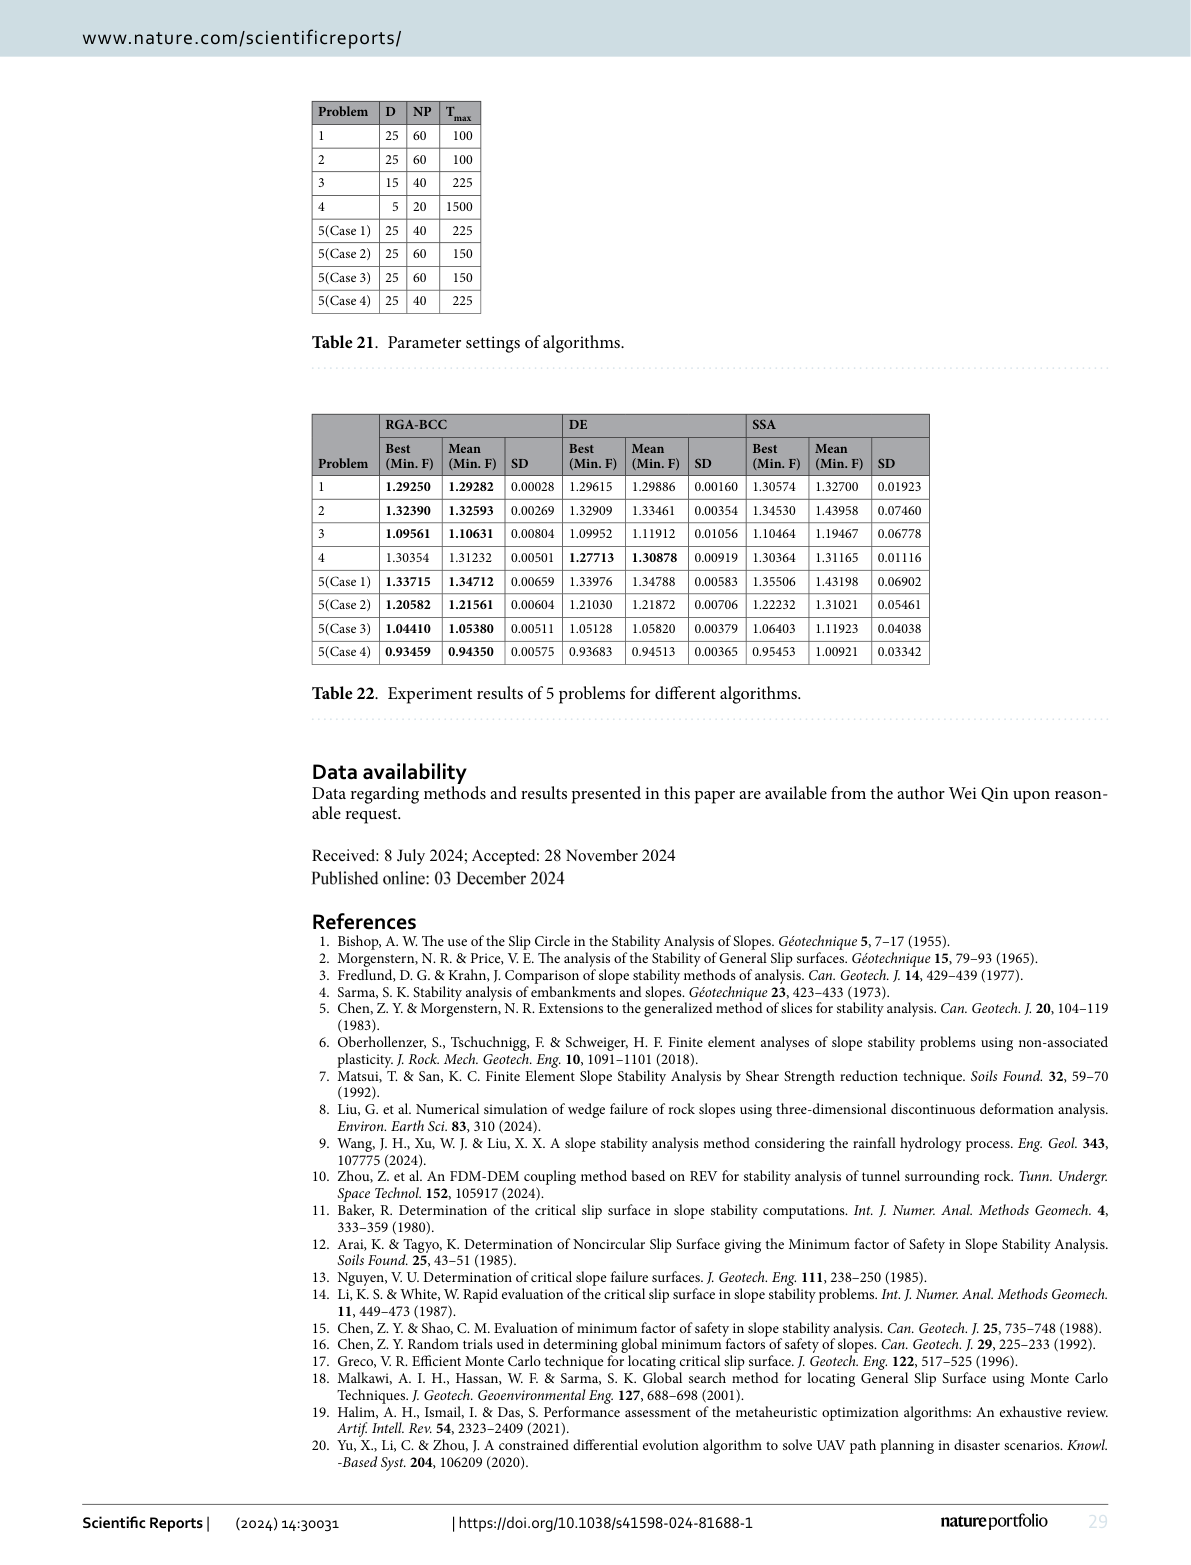 www.nature.com/scientificreports/
Problem D NP Tmax
1 25 60 100
2 25 60 100
3 15 40 225
4 5 20 1500
5(Case 1) 25 40 225
5(Case 2) 25 60 150
5(Case 3) 25 60 150
5(Case 4) 25 40 225
Table 21. Parameter settings of algorithms.
RGA-BCC DE SSA
Best Mean Best Mean Best Mean
Problem (Min. F) (Min. F) SD (Min. F) (Min. F) SD (Min. F) (Min. F) SD
1 1.29250 1.29282 0.00028 1.29615 1.29886 0.00160 1.30574 1.32700 0.01923
2 1.32390 1.32593 0.00269 1.32909 1.33461 0.00354 1.34530 1.43958 0.07460
3 1.09561 1.10631 0.00804 1.09952 1.11912 0.01056 1.10464 1.19467 0.06778
4 1.30354 1.31232 0.00501 1.27713 1.30878 0.00919 1.30364 1.31165 0.01116
5(Case 1) 1.33715 1.34712 0.00659 1.33976 1.34788 0.00583 1.35506 1.43198 0.06902
5(Case 2) 1.20582 1.21561 0.00604 1.21030 1.21872 0.00706 1.22232 1.31021 0.05461
5(Case 3) 1.04410 1.05380 0.00511 1.05128 1.05820 0.00379 1.06403 1.11923 0.04038
5(Case 4) 0.93459 0.94350 0.00575 0.93683 0.94513 0.00365 0.95453 1.00921 0.03342
Table 22. Experiment results of 5 problems for different algorithms.
Data availability
Data regarding methods and results presented in this paper are available from the author Wei Qin upon reason-
able request.
Received: 8 July 2024; Accepted: 28 November 2024
Published online: 03 December 2024
References
1. Bishop, A. W. The use of the Slip Circle in the Stability Analysis of Slopes. Géotechnique 5, 7–17 (1955).
2. Morgenstern, N. R. & Price, V. E. The analysis of the Stability of General Slip surfaces. Géotechnique 15, 79–93 (1965).
3. Fredlund, D. G. & Krahn, J. Comparison of slope stability methods of analysis. Can. Geotech. J. 14, 429–439 (1977).
4. Sarma, S. K. Stability analysis of embankments and slopes. Géotechnique 23, 423–433 (1973).
5. Chen, Z. Y. & Morgenstern, N. R. Extensions to the generalized method of slices for stability analysis. Can. Geotech. J. 20, 104–119
(1983).
6. Oberhollenzer, S., Tschuchnigg, F. & Schweiger, H. F. Finite element analyses of slope stability problems using non-associated
plasticity. J. Rock. Mech. Geotech. Eng. 10, 1091–1101 (2018).
7. Matsui, T. & San, K. C. Finite Element Slope Stability Analysis by Shear Strength reduction technique. Soils Found. 32, 59–70
(1992).
8. Liu, G. et al. Numerical simulation of wedge failure of rock slopes using three-dimensional discontinuous deformation analysis.
Environ. Earth Sci. 83, 310 (2024).
9. Wang, J. H., Xu, W. J. & Liu, X. X. A slope stability analysis method considering the rainfall hydrology process. Eng. Geol. 343,
107775 (2024).
10. Zhou, Z. et al. An FDM-DEM coupling method based on REV for stability analysis of tunnel surrounding rock. Tunn. Undergr.
Space Technol. 152, 105917 (2024).
11. Baker, R. Determination of the critical slip surface in slope stability computations. Int. J. Numer. Anal. Methods Geomech. 4,
333–359 (1980).
12. Arai, K. & Tagyo, K. Determination of Noncircular Slip Surface giving the Minimum factor of Safety in Slope Stability Analysis.
Soils Found. 25, 43–51 (1985).
13. Nguyen, V. U. Determination of critical slope failure surfaces. J. Geotech. Eng. 111, 238–250 (1985).
14. Li, K. S. & White, W. Rapid evaluation of the critical slip surface in slope stability problems. Int. J. Numer. Anal. Methods Geomech.
11, 449–473 (1987).
15. Chen, Z. Y. & Shao, C. M. Evaluation of minimum factor of safety in slope stability analysis. Can. Geotech. J. 25, 735–748 (1988).
16. Chen, Z. Y. Random trials used in determining global minimum factors of safety of slopes. Can. Geotech. J. 29, 225–233 (1992).
17. Greco, V. R. Efficient Monte Carlo technique for locating critical slip surface. J. Geotech. Eng. 122, 517–525 (1996).
18. Malkawi, A. I. H., Hassan, W. F. & Sarma, S. K. Global search method for locating General Slip Surface using Monte Carlo
Techniques. J. Geotech. Geoenvironmental Eng. 127, 688–698 (2001).
19. Halim, A. H., Ismail, I. & Das, S. Performance assessment of the metaheuristic optimization algorithms: An exhaustive review.
Artif. Intell. Rev. 54, 2323–2409 (2021).
20. Yu, X., Li, C. & Zhou, J. A constrained differential evolution algorithm to solve UAV path planning in disaster scenarios. Knowl.
-Based Syst. 204, 106209 (2020).
Scientific Reports | (2024) 14:30031 | https://doi.org/10.1038/s41598-024-81688-1 natureportfolio 29